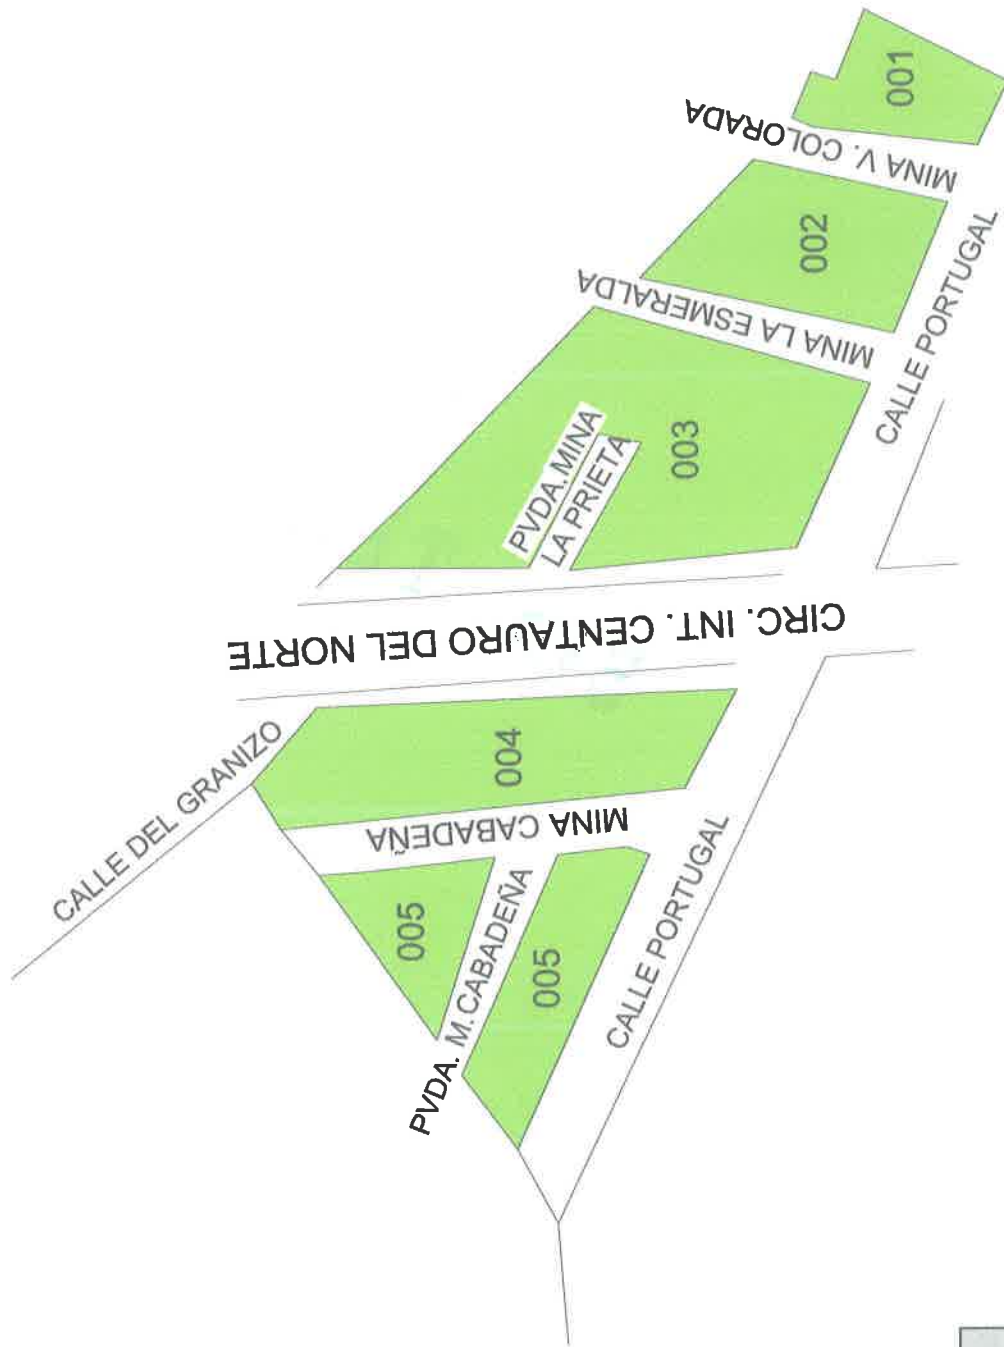 001
MINA V. COLORADA
002
MINA LA ESMERALDA
CALLE PORTUGAL
003
PVDA. MINA
LA PRIETA
CIRC. INT. CENTAURO DEL NORTE
CALLE DEL GRANIZO
004
MINA CABADEÑA
005
PVDA. M. CABADEÑA
005
CALLE PORTUGAL